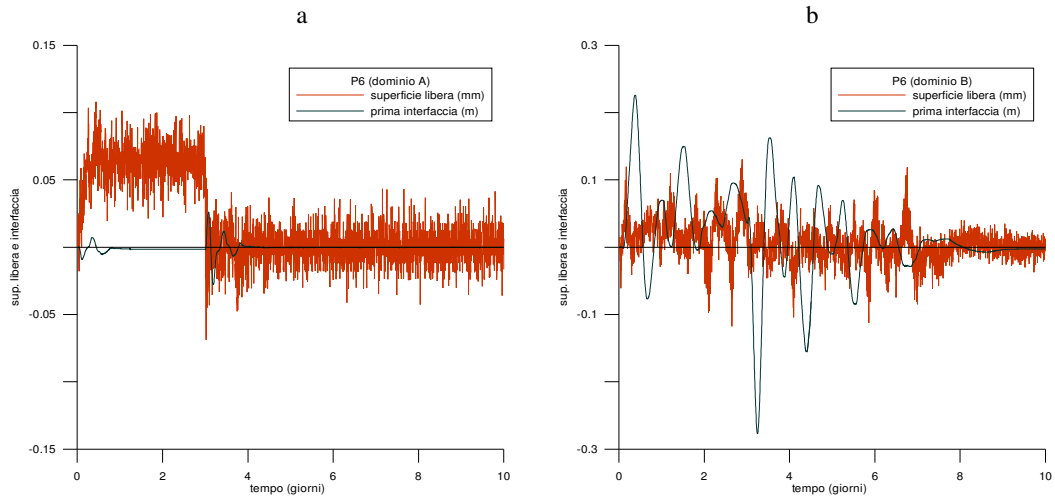 a
0.15
0.05
-0.05
-0.15
sup. libera e interfaccia
P6 (dominio A)
superficie libera (mm)
prima interfaccia (m)
0
2
4
6
8
10
tempo (giorni)
b
0.3
0.1
-0.1
-0.3
sup. libera e interfaccia
P6 (dominio B)
superficie libera (mm)
prima interfaccia (m)
0
2
4
6
8
10
tempo (giorni)